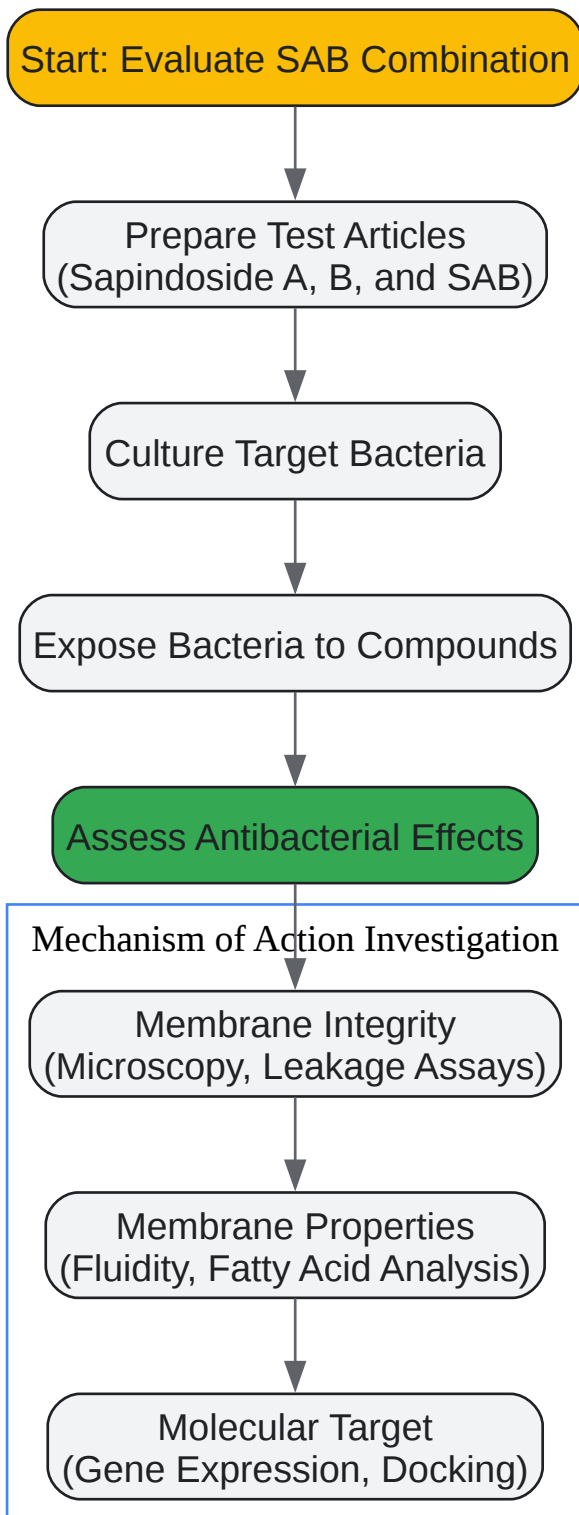 Start: Evaluate SAB Combination
Prepare Test Articles
(Sapindoside A, B, and SAB)
Culture Target Bacteria
Expose Bacteria to Compounds
Assess Antibacterial Effects
Mechanism of Action Investigation
Membrane Integrity
(Microscopy, Leakage Assays)
Membrane Properties
(Fluidity, Fatty Acid Analysis)
Molecular Target
(Gene Expression, Docking)